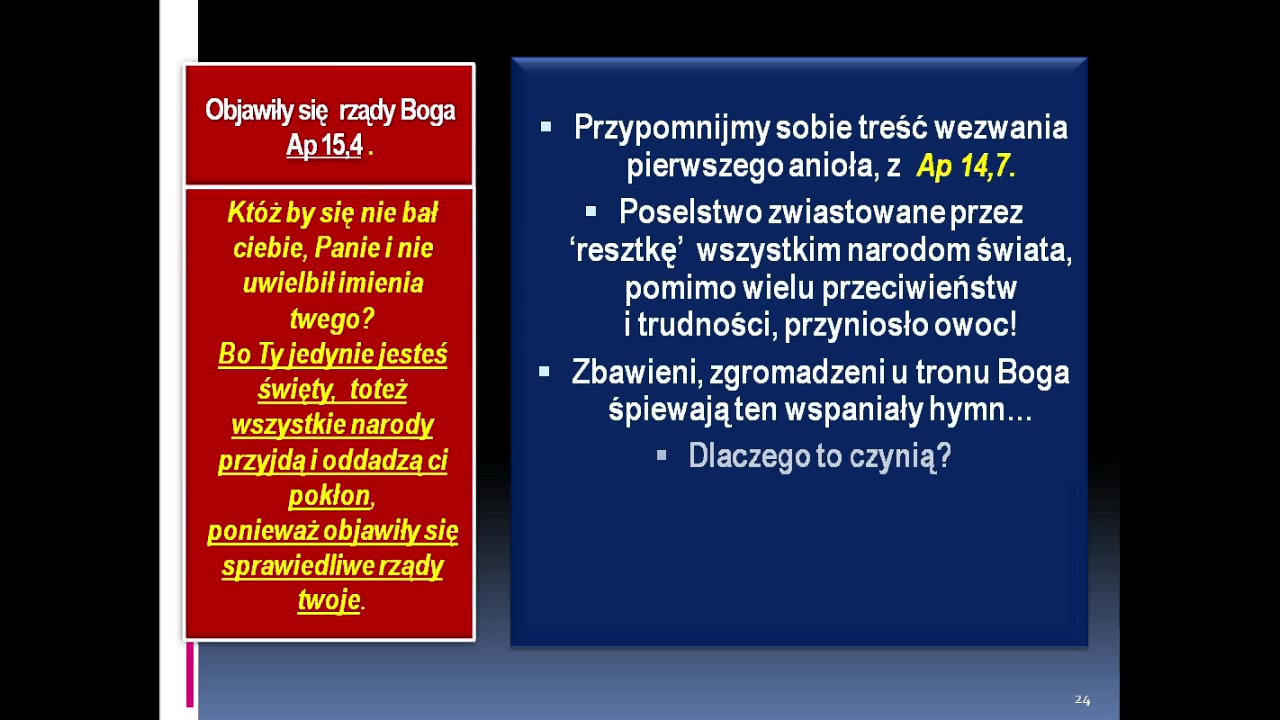 Objawiły się rządy Boga
Ap 15,4 .
Któż by się nie bał
ciebie, Panie i nie
uwielbił imienia
twego?
Bo Ty jedynie jesteś
święty, toteż
wszystkie narody
przyjdą i oddadzą ci
pokłon,
ponieważ objawiły się
sprawiedliwe rządy
twoje.
▪ Przypomnijmy sobie treść wezwania
pierwszego anioła, z Ap 14,7.
▪ Poselstwo zwiastowane przez
‘resztkę’ wszystkim narodom świata,
pomimo wielu przeciwieństw
i trudności, przyniosło owoc!
▪ Zbawieni, zgromadzeni u tronu Boga
śpiewają ten wspaniały hymn…
▪ Dlaczego to czynią?
24